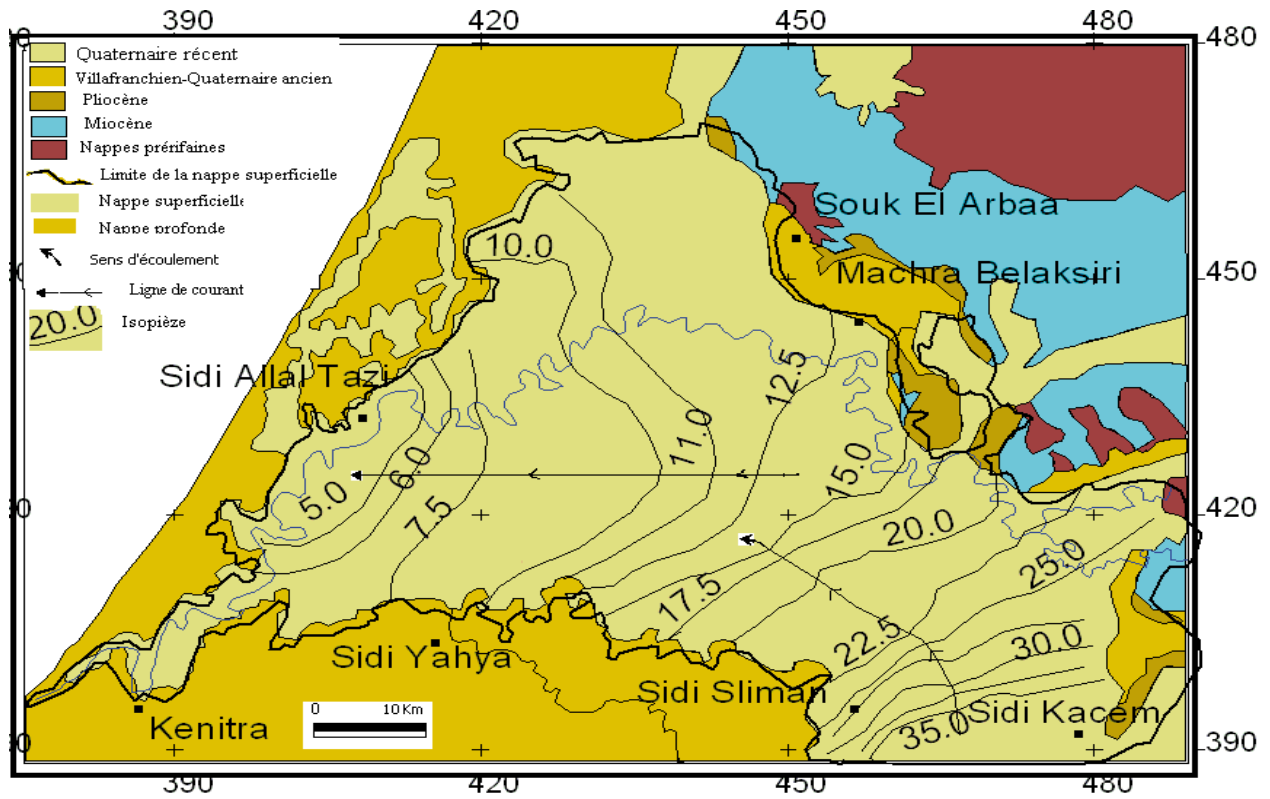 390 420 450 480
480
Quaternaire récent
Villafranchien-Quaternaire ancien
Pliocène
Miocène
Nappes prérifaines
Limite de la nappe superficielle
Nappe superficielle
Nappe profonde
Sens d'écoulement
Ligne de courant
20.0 Isopièze
Souk El Arbaa
10.0
Machra Belaksiri
450
Sidi Allal Tazi
12.5
11.0
6.0
15.0
5.0
7.5
20.0
420
25.0
17.5
22.5
30.0
Sidi Yahya
Sidi Sliman
35.0
Sidi Kacem
0 10 Km
Kenitra
390
390 420 450 480